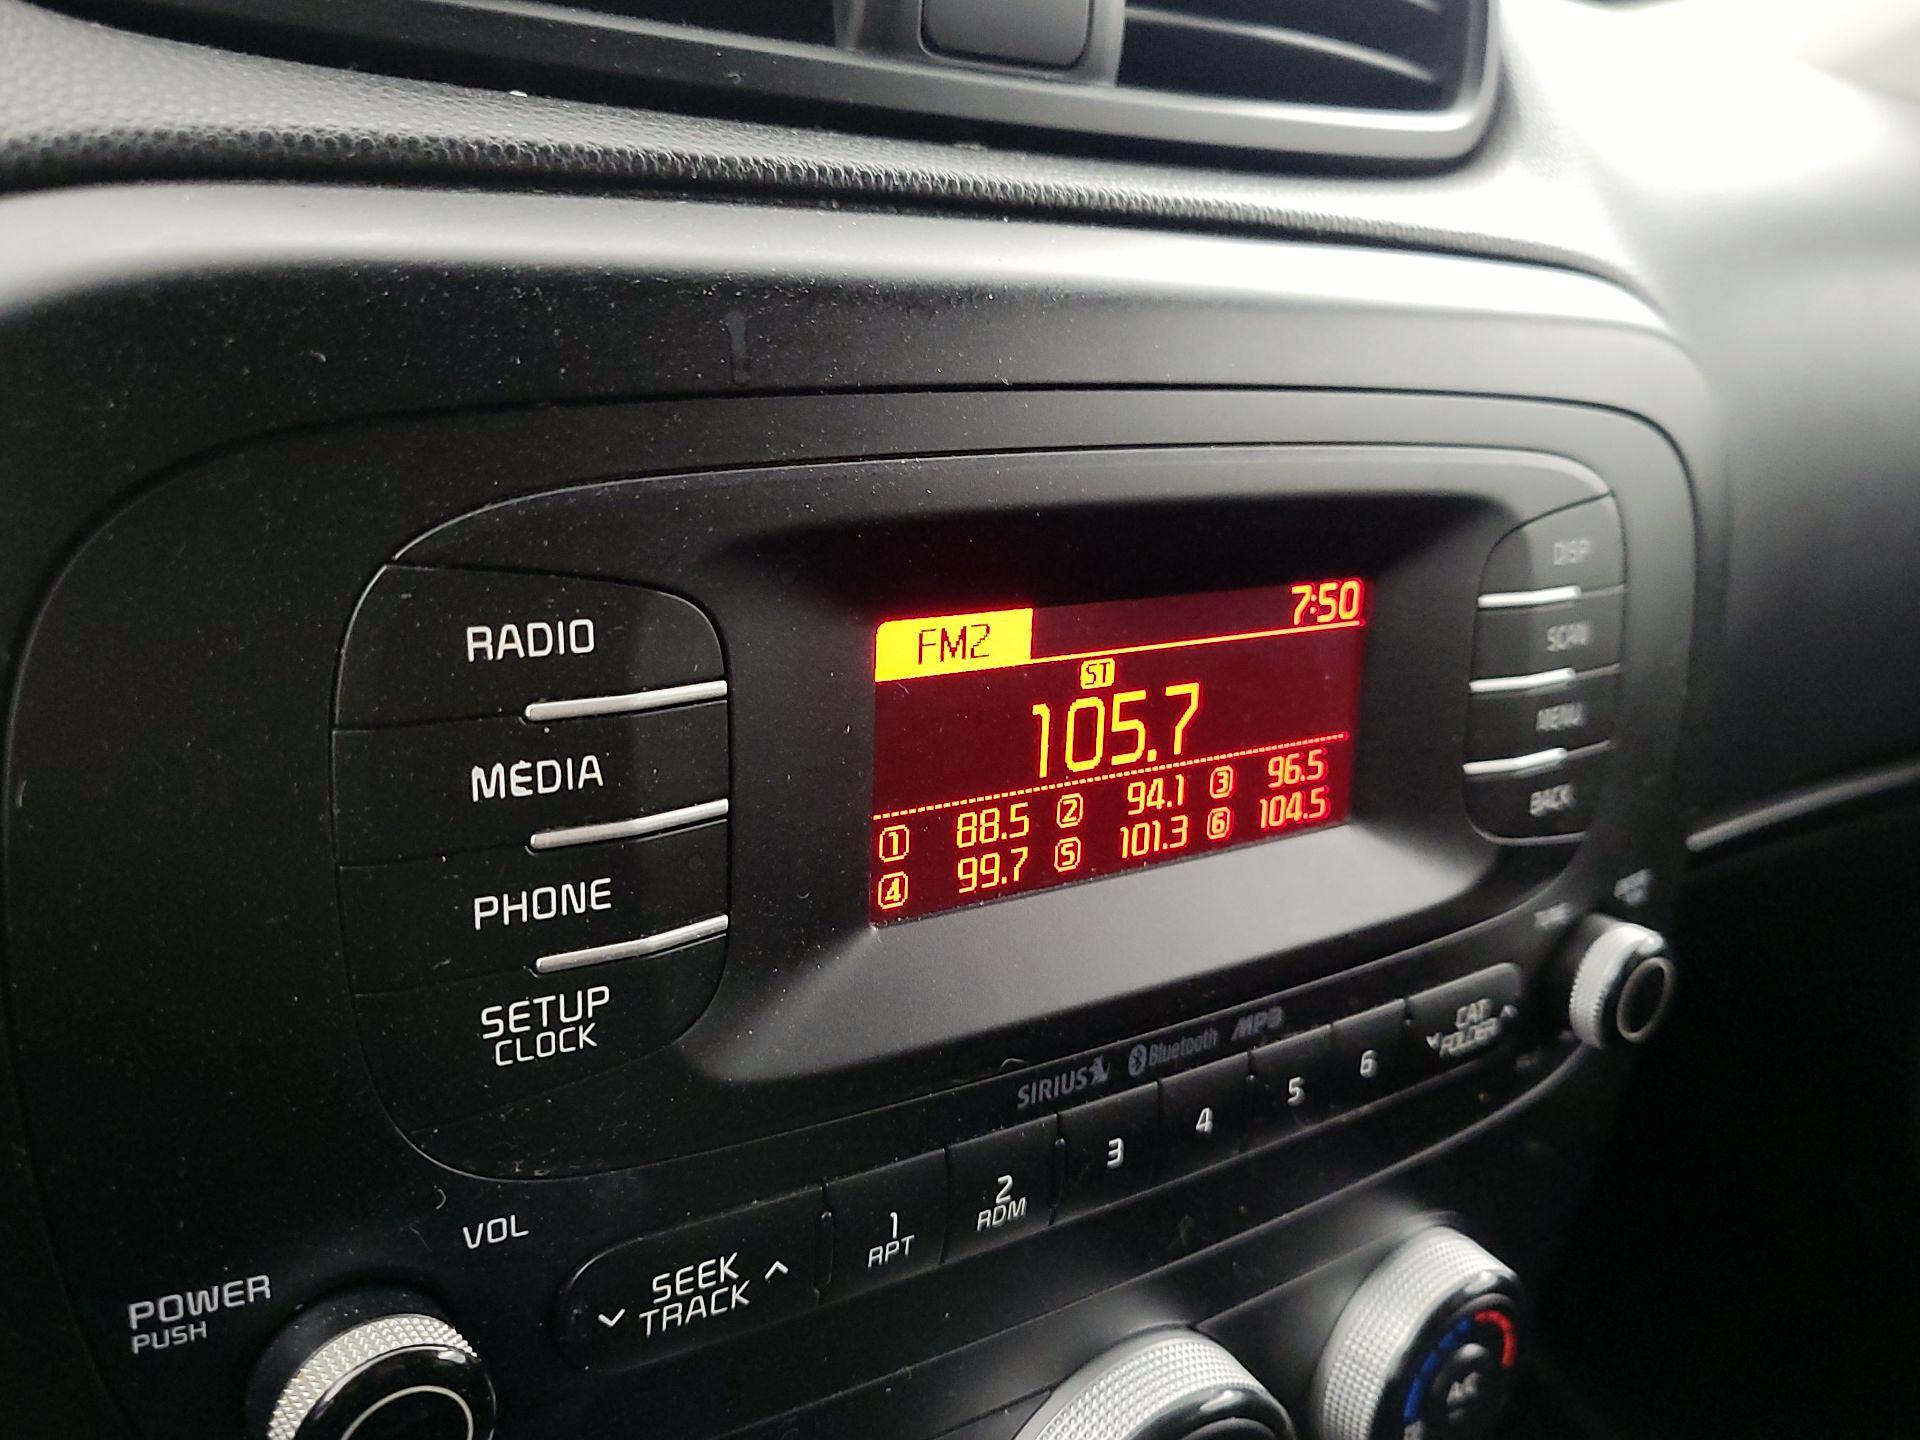 RADIO
MEDIA
PHONE
SETUP
CLOCK
FM2
7:50
ST
105.7
1 88.5 2 94.1 3 96.5
4 99.7 5 101.3 6 104.5
DISP
SCAN
MENU
BACK
TUNE
SIRIUS Bluetooth MP3
POWER
PUSH
VOL
SEEK
TRACK
1
RPT
2
RDM
3
4
5
6
CAT
FOLDER
A/C